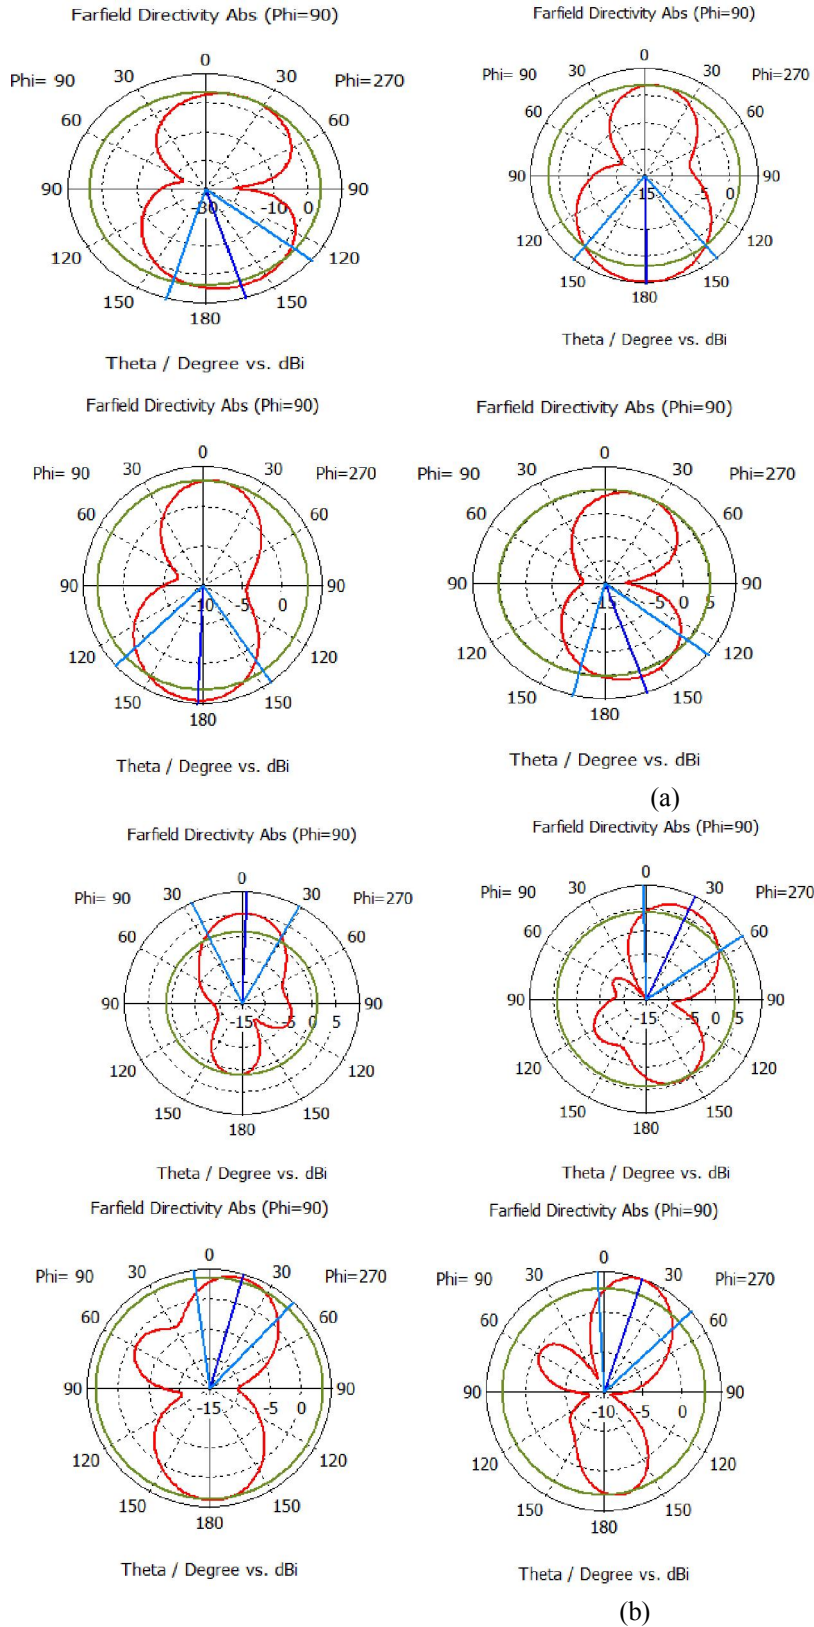 Farfield Directivity Abs (Phi=90)
0
Phi= 90 30 30 Phi=270
60 60
90 -30 -10 0 90
120 120
150 150
180
Theta / Degree vs. dBi
Farfield Directivity Abs (Phi=90)
0
Phi= 90 30 30 Phi=270
60 60
90 -5 0 90
120 120
150 150
180
Theta / Degree vs. dBi
Farfield Directivity Abs (Phi=90)
0
Phi= 90 30 30 Phi=270
60 60
90 -10 -5 0 90
120 120
150 150
180
Theta / Degree vs. dBi
Farfield Directivity Abs (Phi=90)
0
Phi= 90 30 30 Phi=270
60 60
90 -5 0 5 90
120 120
150 150
180
Theta / Degree vs. dBi
(a)
Farfield Directivity Abs (Phi=90)
0
Phi= 90 30 30 Phi=270
60 60
90 -15 -5 0 5 90
120 120
150 150
180
Theta / Degree vs. dBi
Farfield Directivity Abs (Phi=90)
0
Phi= 90 30 30 Phi=270
60 60
90 -15 -5 0 5 90
120 120
150 150
180
Theta / Degree vs. dBi
Farfield Directivity Abs (Phi=90)
0
Phi= 90 30 30 Phi=270
60 60
90 -15 -5 0 90
120 120
150 150
180
Theta / Degree vs. dBi
Farfield Directivity Abs (Phi=90)
0
Phi= 90 30 30 Phi=270
60 60
90 -10 -5 0 90
120 120
150 150
180
Theta / Degree vs. dBi
(b)